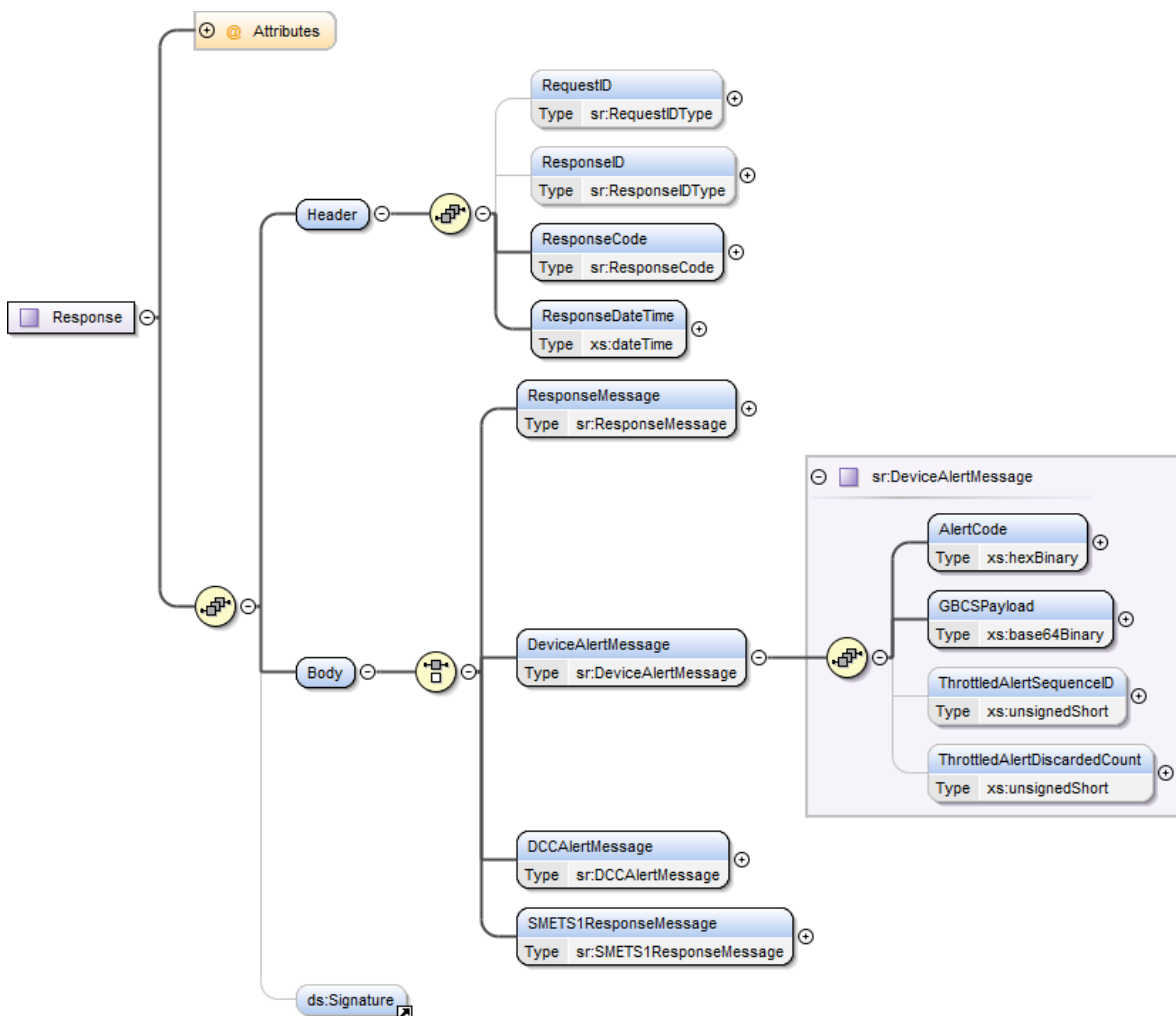 @ Attributes
RequestID
Type sr:RequestIDType
ResponseID
Type sr:ResponseIDType
Header
ResponseCode
Type sr:ResponseCode
Response
ResponseDateTime
Type xs:dateTime
ResponseMessage
Type sr:ResponseMessage
sr:DeviceAlertMessage
AlertCode
Type xs:hexBinary
GBCSPayload
Type xs:base64Binary
Body
DeviceAlertMessage
Type sr:DeviceAlertMessage
ThrottledAlertSequenceID
Type xs:unsignedShort
ThrottledAlertDiscardedCount
Type xs:unsignedShort
DCCAlertMessage
Type sr:DCCAlertMessage
SMETS1ResponseMessage
Type sr:SMETS1ResponseMessage
ds:Signature